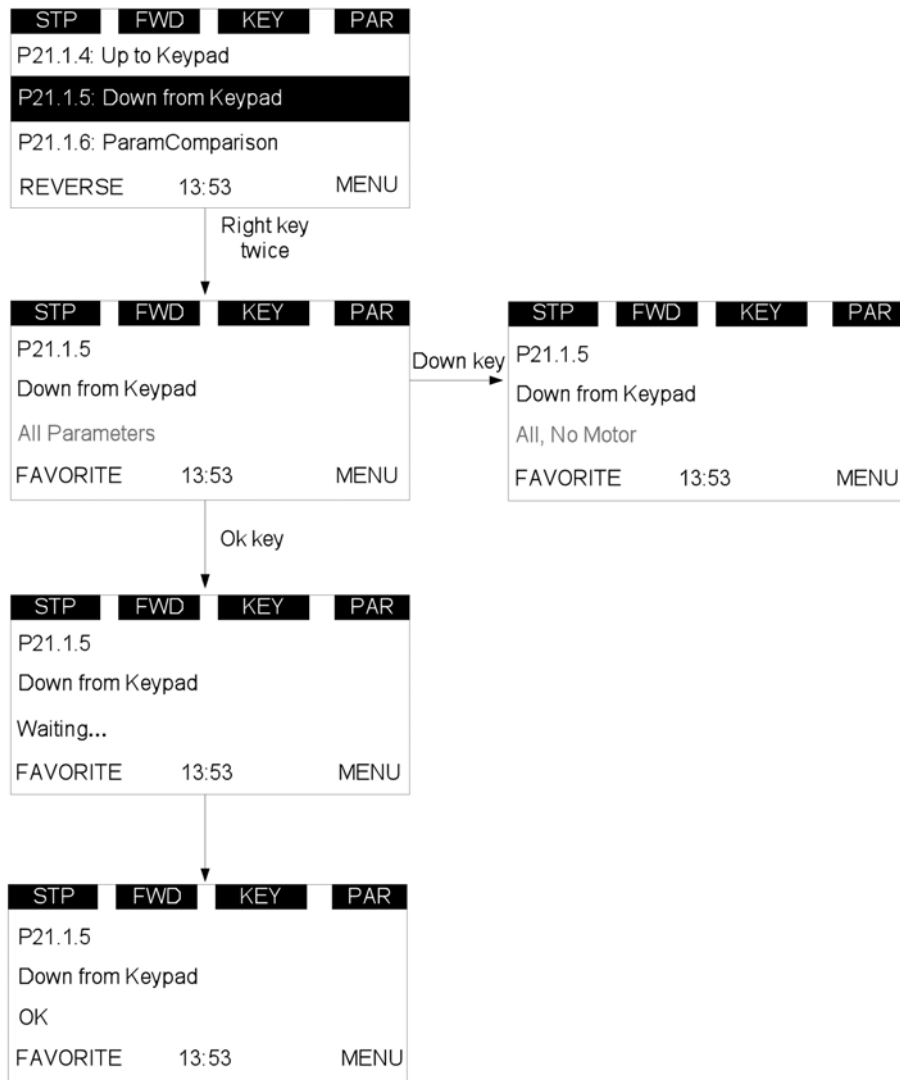 STP FWD KEY PAR
P21.1.4: Up to Keypad
P21.1.5: Down from Keypad
P21.1.6: ParamComparison
REVERSE 13:53 MENU
Right key
twice
STP FWD KEY PAR
P21.1.5
Down from Keypad
All Parameters
FAVORITE 13:53 MENU
Down key
STP FWD KEY PAR
P21.1.5
Down from Keypad
All, No Motor
FAVORITE 13:53 MENU
Ok key
STP FWD KEY PAR
P21.1.5
Down from Keypad
Waiting...
FAVORITE 13:53 MENU
STP FWD KEY PAR
P21.1.5
Down from Keypad
OK
FAVORITE 13:53 MENU